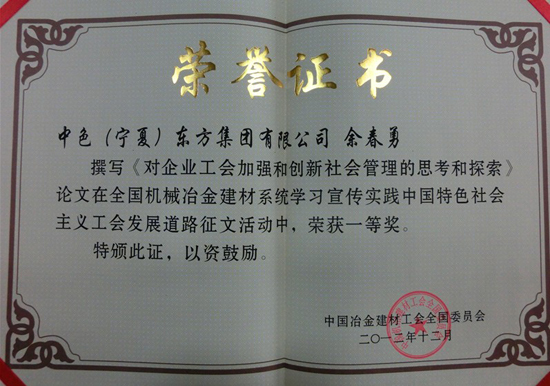 荣誉证书
中色（宁夏）东方集团有限公司 余春勇
撰写《对企业工会加强和创新社会管理的思考和探索》
论文在全国机械冶金建材系统学习宣传实践中国特色社会
主义工会发展道路征文活动中，荣获一等奖。
特颁此证，以资鼓励。
中国冶金建材工会全国委员会
二〇一二年十二月